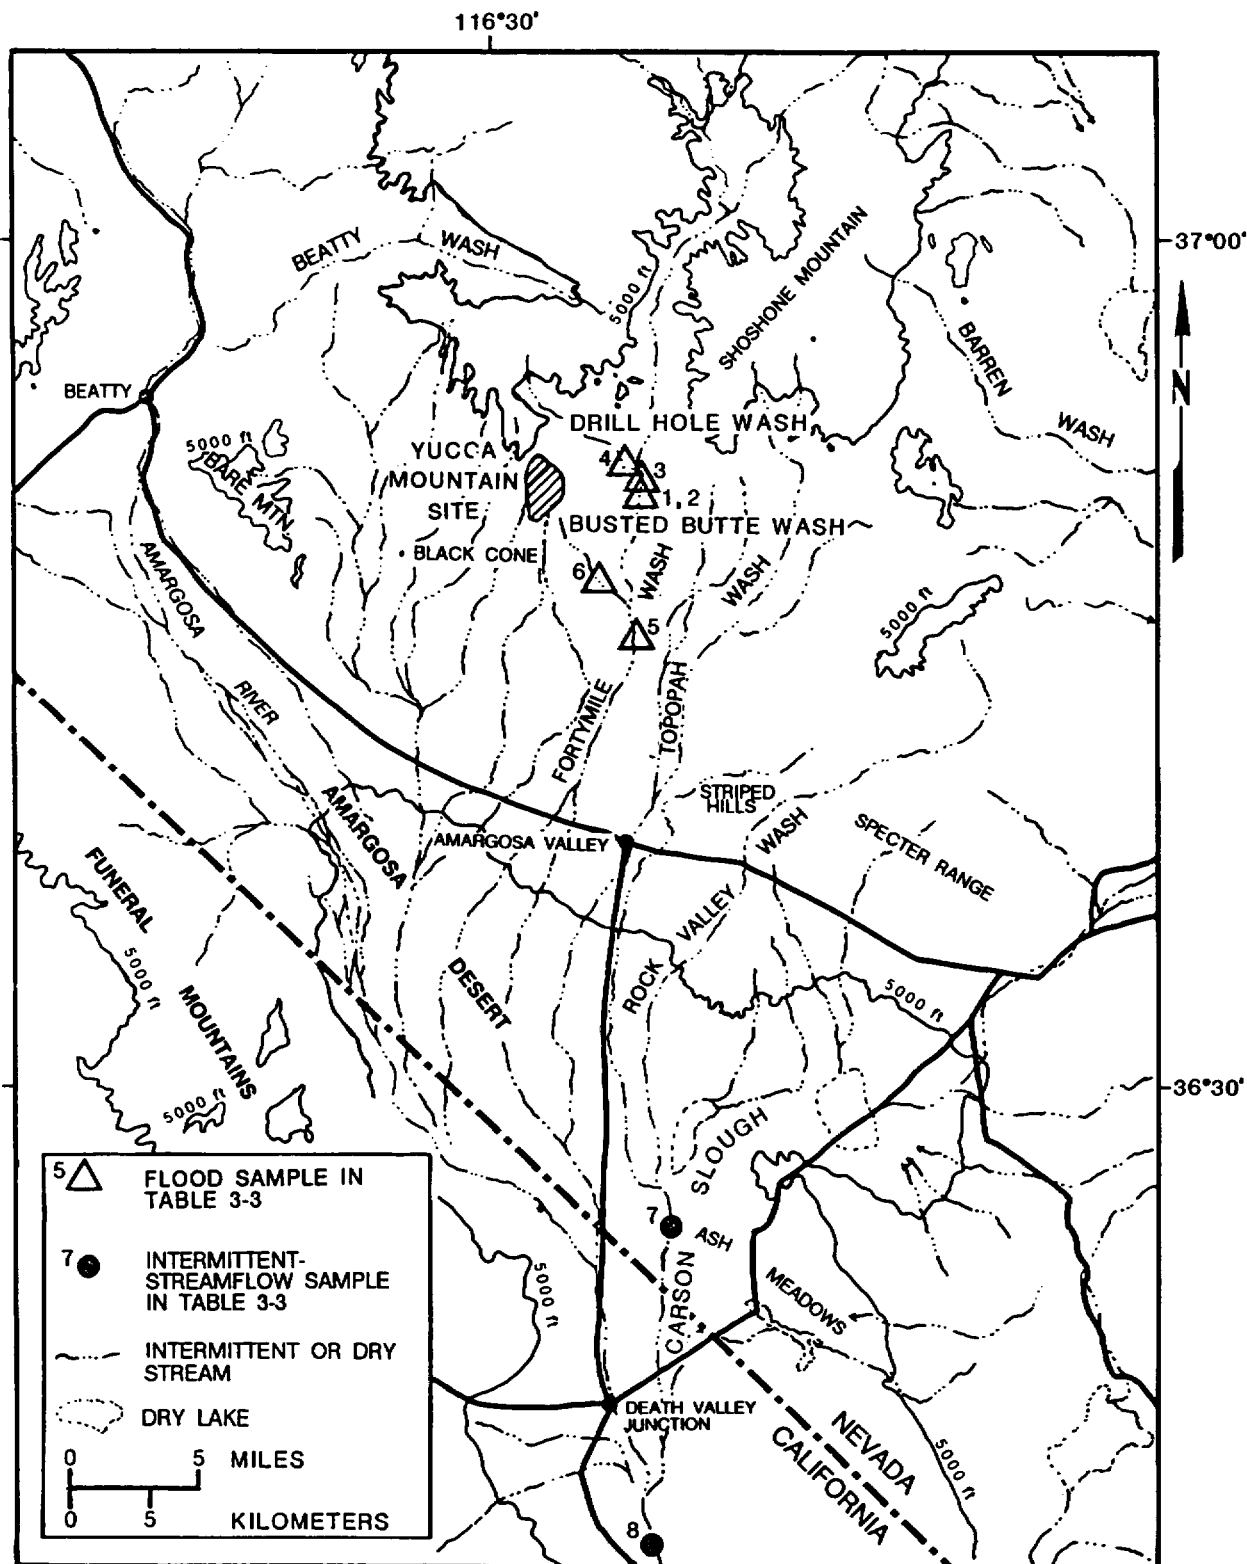 116°30'
37°00'
BEATTY
WASH
5000 ft
SHOSHONE MOUNTAIN
BARREN
WASH
N
BEATTY
DRILL HOLE WASH
5000 ft
BARE MTN
YUCCA
MOUNTAIN
SITE
4
3
1,2
BUSTED BUTTE WASH
BLACK CONE
6
WASH
WASH
5
5000 ft
AMARGOSA
RIVER
FORTYMILE
TOPOPAH
STRIPED
HILLS
WASH
SPECTER RANGE
AMARGOSA
AMARGOSA VALLEY
FUNERAL
VALLEY
ROCK
5000 ft
DESERT
5000 ft
MOUNTAINS
5000 ft
36°30'
SLOUGH
7
ASH
CARSON
MEADOWS
5000 ft
DEATH VALLEY
JUNCTION
NEVADA
CALIFORNIA
5000 ft
8
5 FLOOD SAMPLE IN
TABLE 3-3
7 INTERMITTENT-
STREAMFLOW SAMPLE
IN TABLE 3-3
INTERMITTENT OR DRY
STREAM
DRY LAKE
0 5 MILES
0 5 KILOMETERS